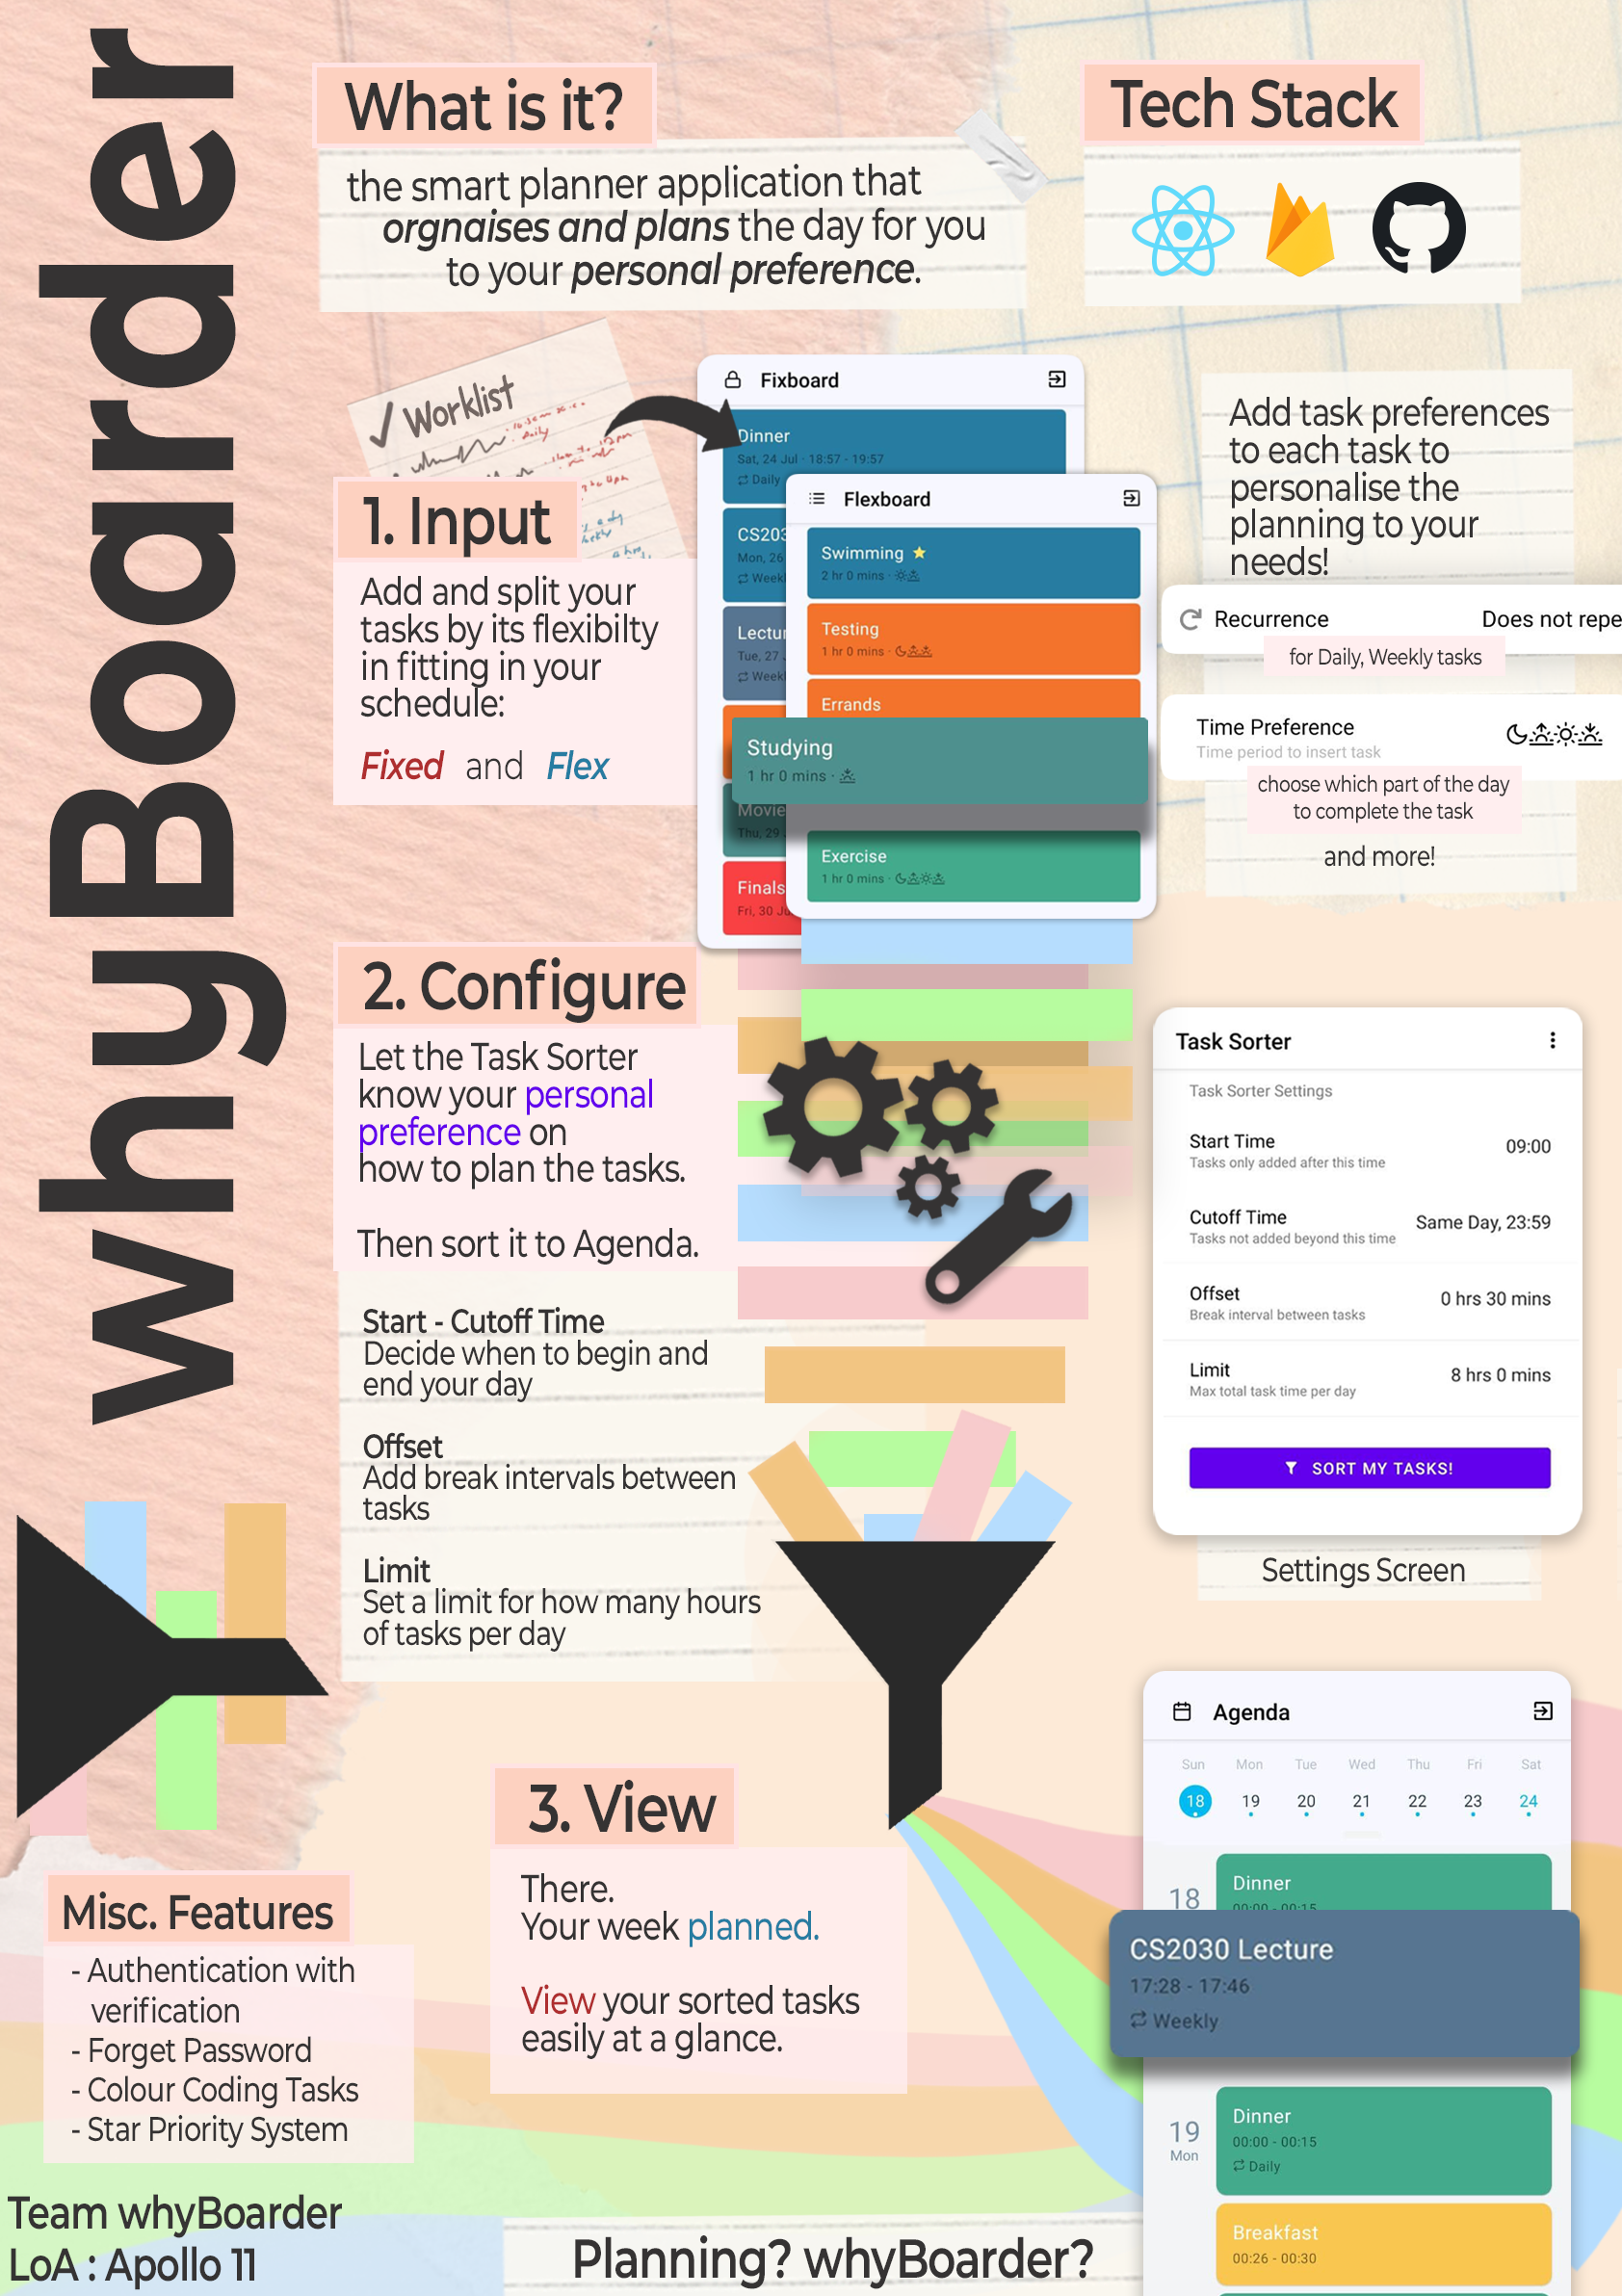 whyBoarder
What is it?
the smart planner application that
orgnaises and plans the day for you
to your personal preference.
Tech Stack
✓ Worklist
1. Input
Add and split your
tasks by its flexibilty
in fitting in your
schedule:
Fixed and Flex
Fixboard
Dinner
Sat, 24 Jul · 18:57 - 19:57
Daily
CS203
Mon, 26
Weekl
Lectur
Tue, 27 J
Weekl
Movie
Thu, 29
Finals
Fri, 30 Ju
Flexboard
Swimming
2 hr 0 mins ·
Testing
1 hr 0 mins ·
Errands
Studying
1 hr 0 mins ·
Exercise
1 hr 0 mins ·
Add task preferences
to each task to
personalise the
planning to your
needs!
Recurrence Does not repe
for Daily, Weekly tasks
Time Preference
Time period to insert task
choose which part of the day
to complete the task
and more!
2. Configure
Let the Task Sorter
know your personal
preference on
how to plan the tasks.
Then sort it to Agenda.
Start - Cutoff Time
Decide when to begin and
end your day
Offset
Add break intervals between
tasks
Limit
Set a limit for how many hours
of tasks per day
Task Sorter
Task Sorter Settings
Start Time 09:00
Tasks only added after this time
Cutoff Time Same Day, 23:59
Tasks not added beyond this time
Offset 0 hrs 30 mins
Break interval between tasks
Limit 8 hrs 0 mins
Max total task time per day
SORT MY TASKS!
Settings Screen
3. View
There.
Your week planned.
View your sorted tasks
easily at a glance.
Agenda
Sun Mon Tue Wed Thu Fri Sat
18 19 20 21 22 23 24
18
Dinner
00:00 - 00:15
CS2030 Lecture
17:28 - 17:46
Weekly
19
Mon
Dinner
00:00 - 00:15
Daily
Breakfast
00:26 - 00:30
Misc. Features
- Authentication with
verification
- Forget Password
- Colour Coding Tasks
- Star Priority System
Team whyBoarder
LoA : Apollo 11
Planning? whyBoarder?